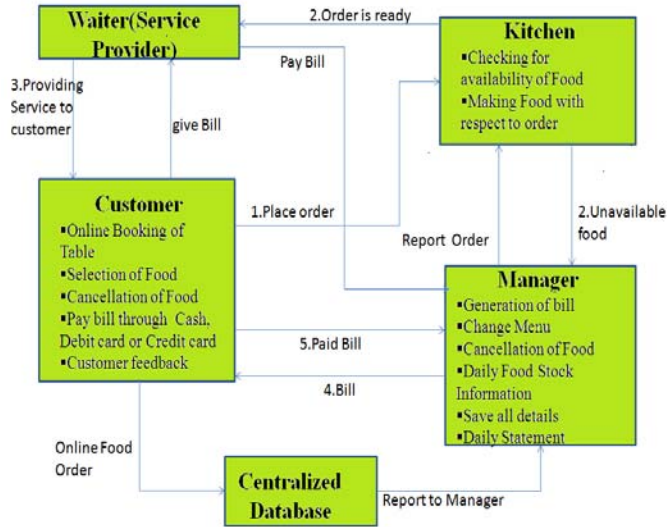 Waiter(Service
Provider)
2.Order is ready
Kitchen
▪Checking for
availability of Food
▪Making Food with
respect to order
Pay Bill
3.Providing
Service to
customer
give Bill
Customer
▪Online Booking of
Table
▪Selection of Food
▪Cancellation of Food
▪Pay bill through Cash,
Debit card or Credit card
▪Customer feedback
1.Place order
Report Order
2.Unavailable
food
Manager
▪Generation of bill
▪Change Menu
▪Cancellation of Food
▪Daily Food Stock
Information
▪Save all details
▪Daily Statement
5.Paid Bill
4.Bill
Online Food
Order
Centralized
Database
Report to Manager